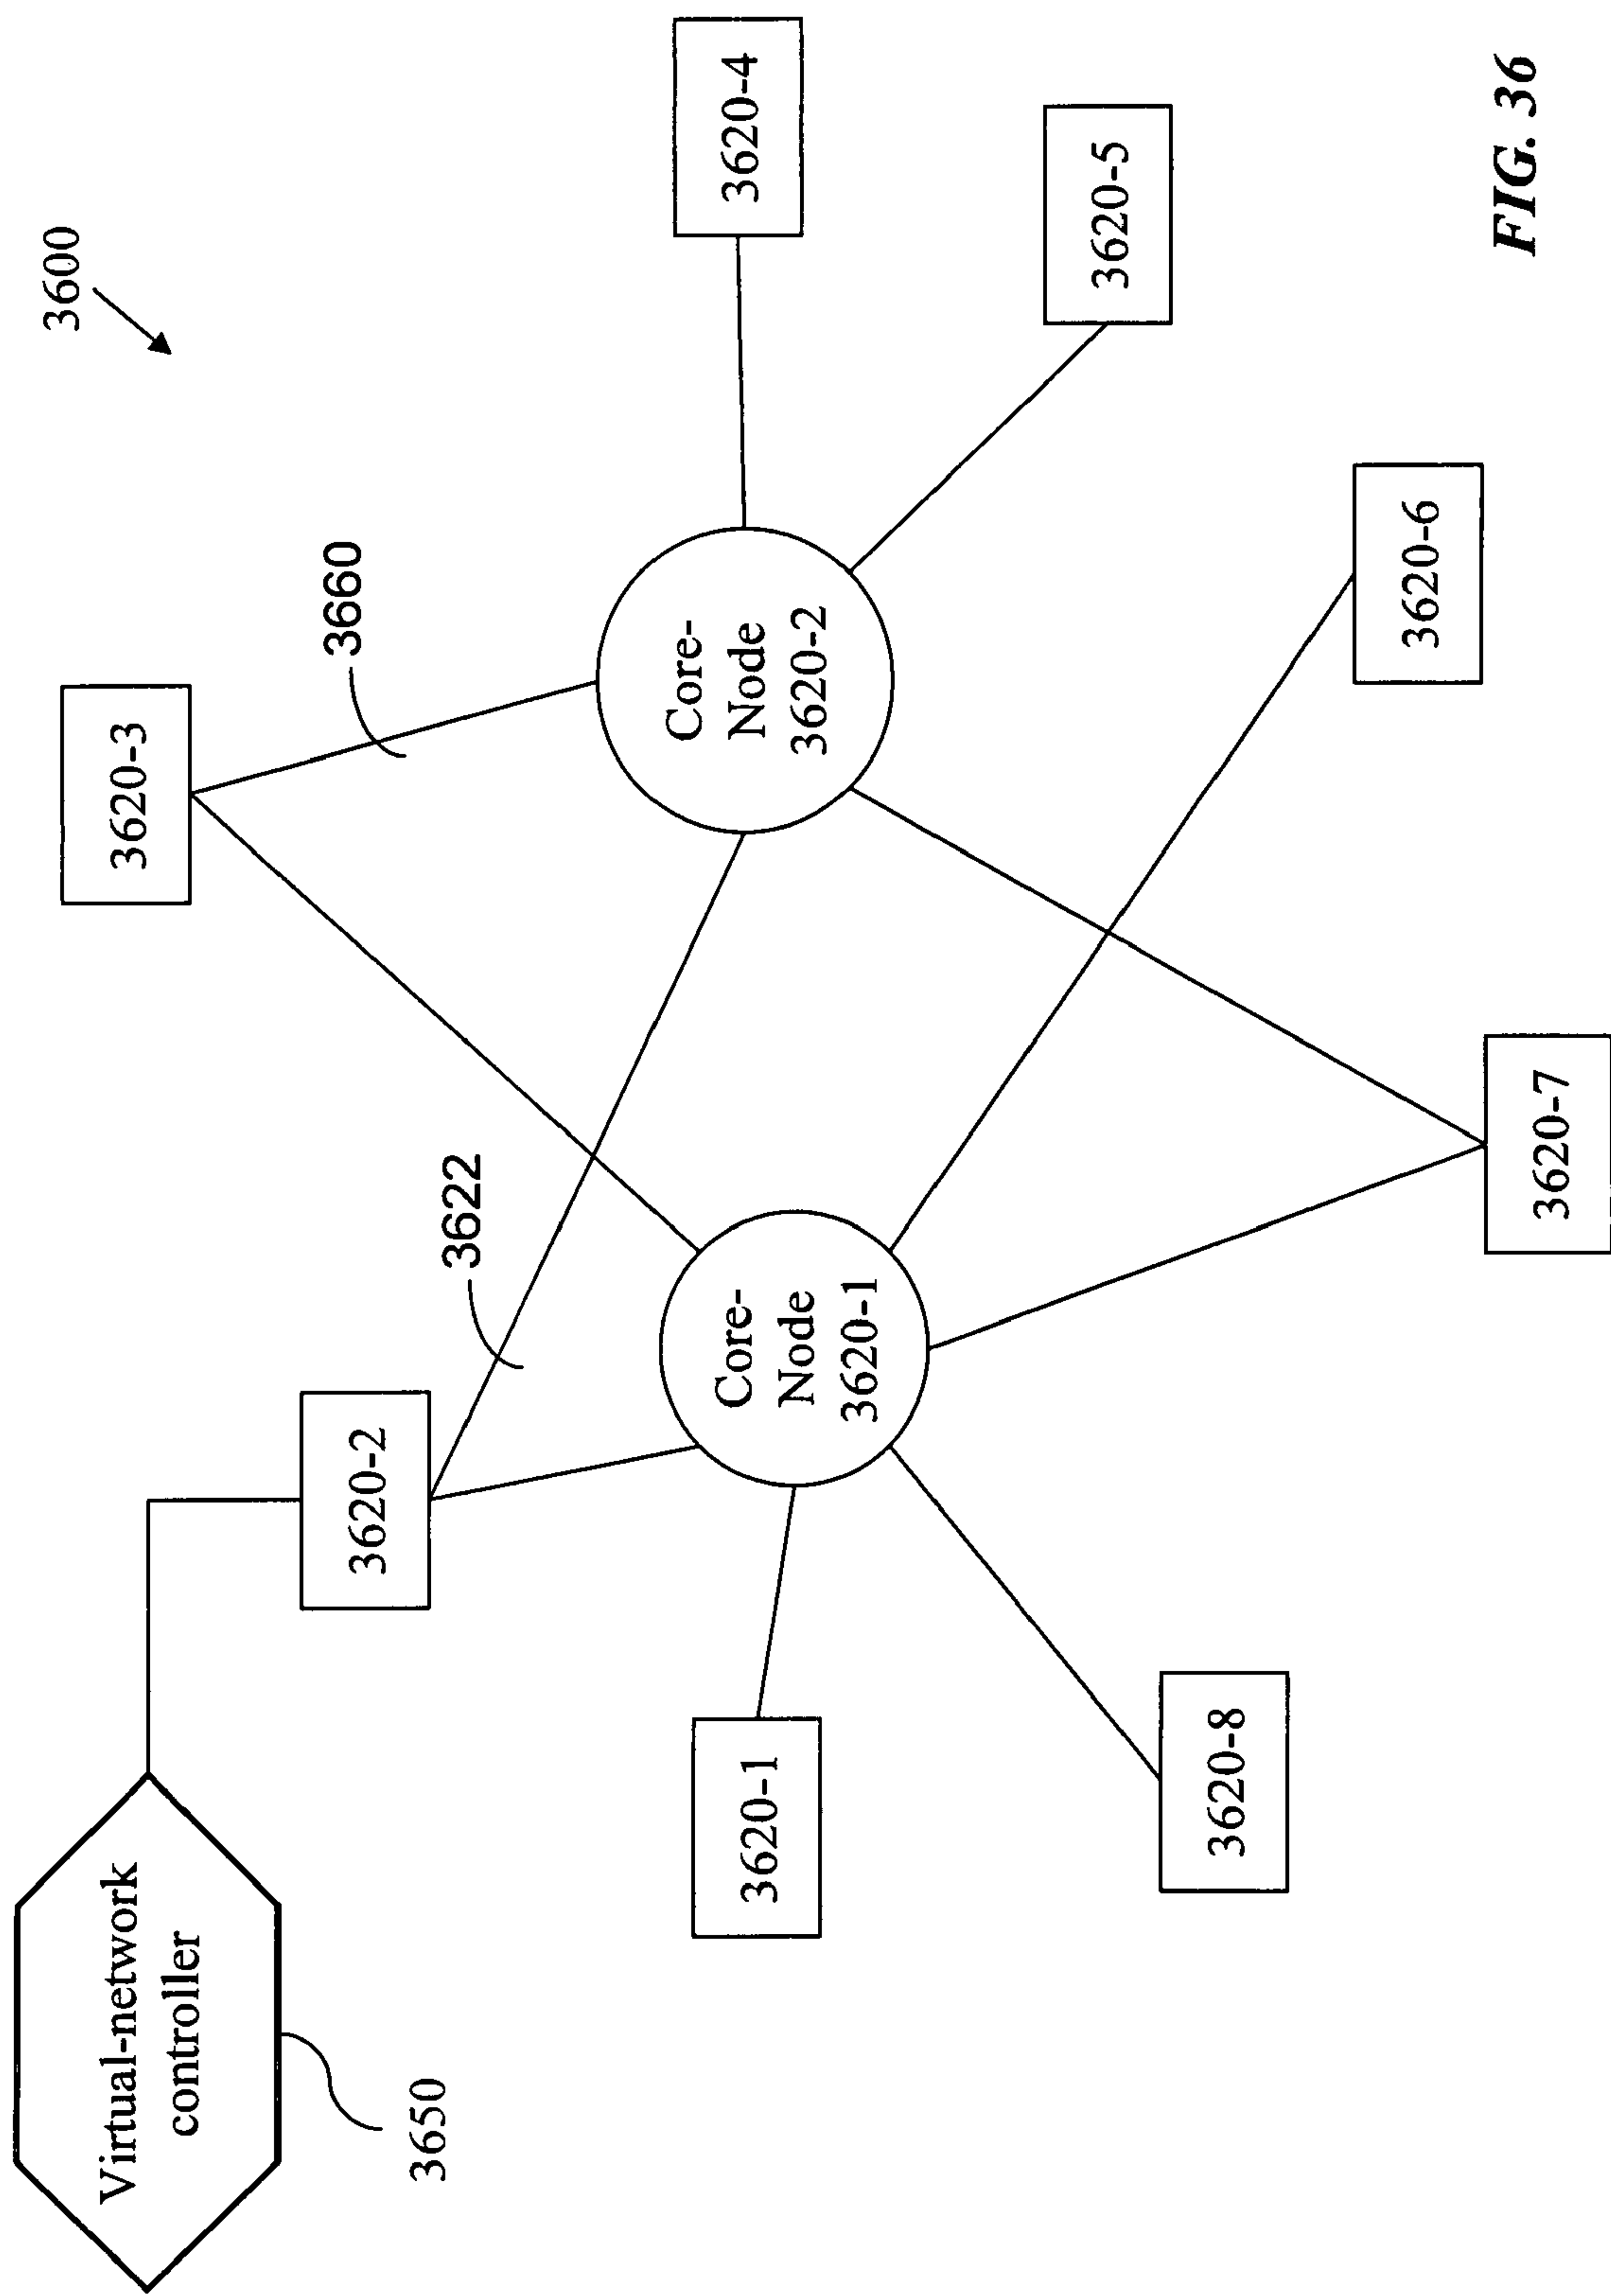 3600
Virtual-network
controller
3650
3620-3
3660
3620-2
3622
3620-4
Core-
Node
3620-2
Core-
Node
3620-1
3620-1
3620-5
3620-8
3620-6
3620-7
FIG. 36